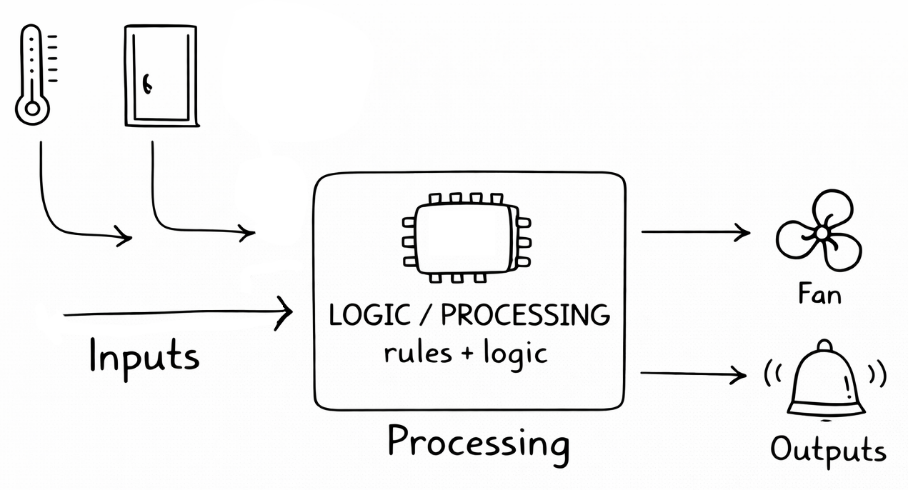 Inputs
LOGIC / PROCESSING
rules + logic
Processing
Fan
Outputs